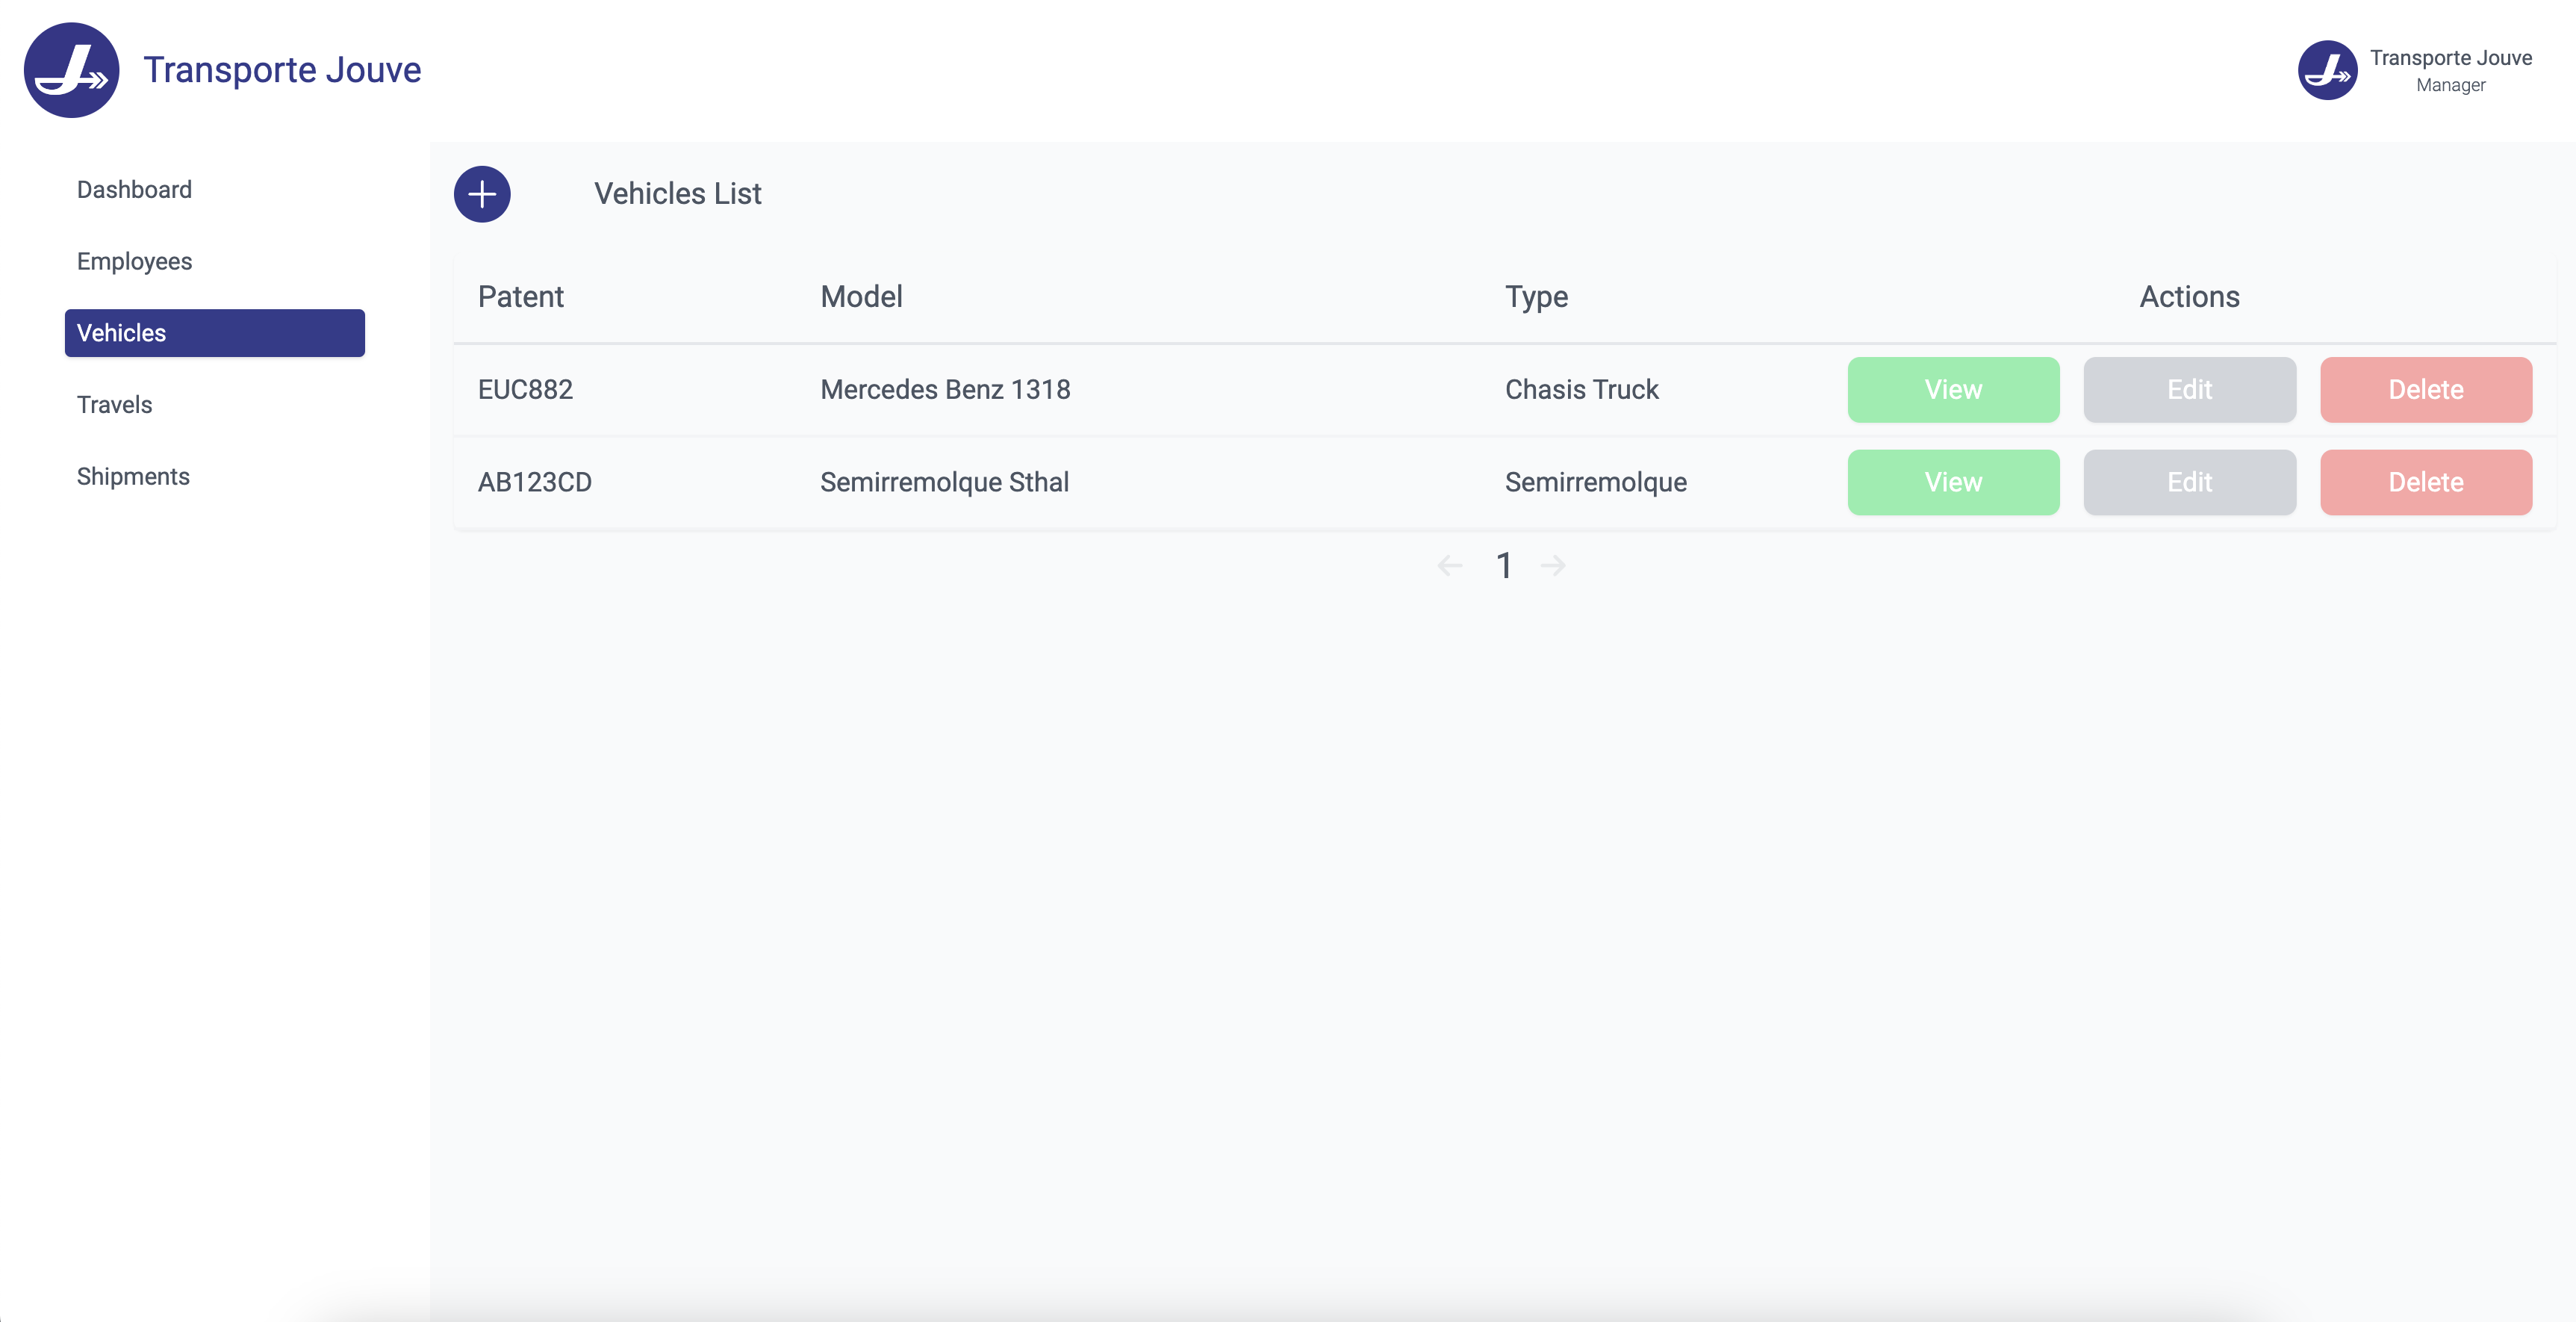 Transporte Jouve
Transporte Jouve
Manager
Dashboard
Employees
Vehicles
Travels
Shipments
Vehicles List
Patent Model Type Actions
EUC882 Mercedes Benz 1318 Chasis Truck View Edit Delete
AB123CD Semirremolque Sthal Semirremolque View Edit Delete
1